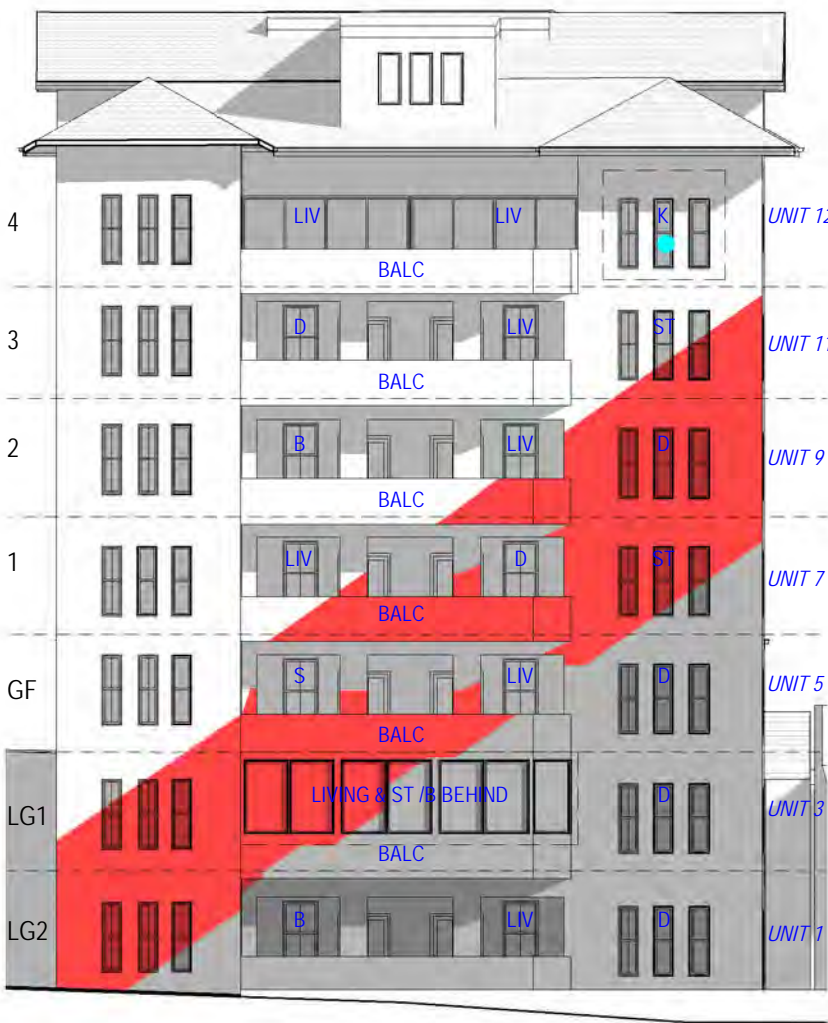 4 LIV LIV K UNIT 12
BALC
3 D LIV ST UNIT 11
BALC
2 B LIV D UNIT 9
BALC
1 LIV D ST UNIT 7
BALC
GF S LIV D UNIT 5
BALC
LG1 LIVING & ST /B BEHIND D UNIT 3
BALC
LG2 B LIV D UNIT 1